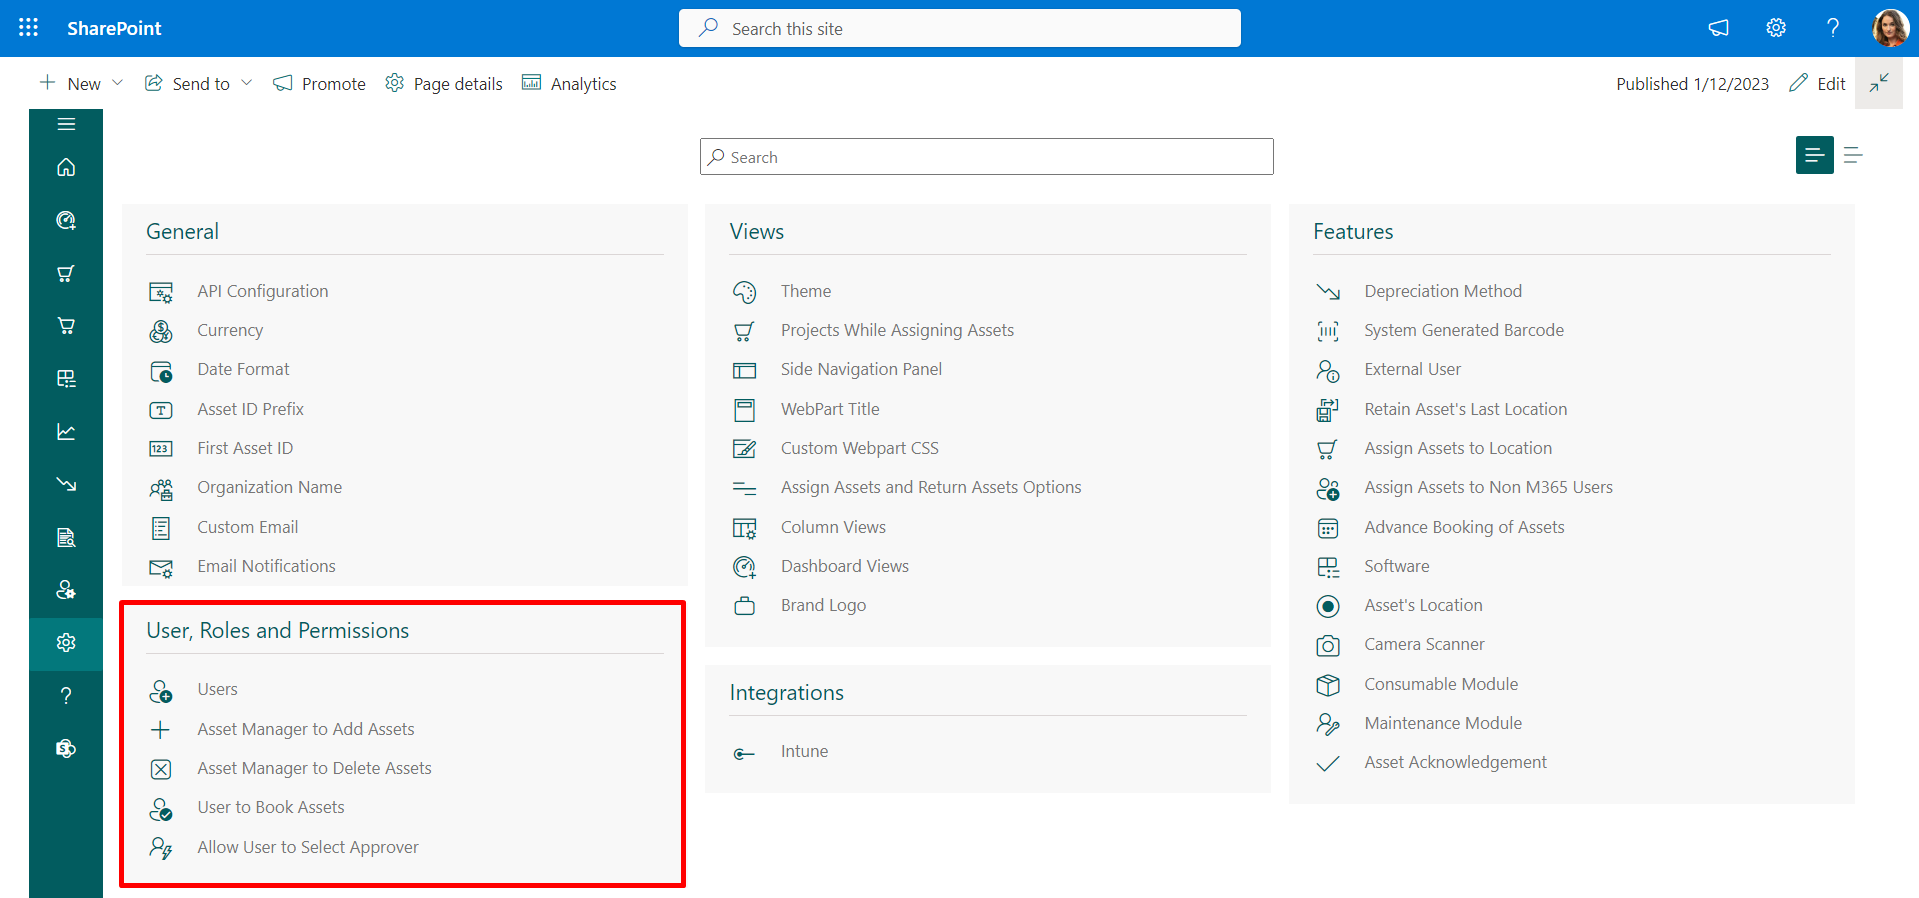 SharePoint
Search this site
New
Send to
Promote
Page details
Analytics
Published 1/12/2023
Edit
Search
General
API Configuration
Currency
Date Format
Asset ID Prefix
First Asset ID
Organization Name
Custom Email
Email Notifications
User, Roles and Permissions
Users
Asset Manager to Add Assets
Asset Manager to Delete Assets
User to Book Assets
Allow User to Select Approver
Views
Theme
Projects While Assigning Assets
Side Navigation Panel
WebPart Title
Custom Webpart CSS
Assign Assets and Return Assets Options
Column Views
Dashboard Views
Brand Logo
Integrations
Intune
Features
Depreciation Method
System Generated Barcode
External User
Retain Asset's Last Location
Assign Assets to Location
Assign Assets to Non M365 Users
Advance Booking of Assets
Software
Asset's Location
Camera Scanner
Consumable Module
Maintenance Module
Asset Acknowledgement